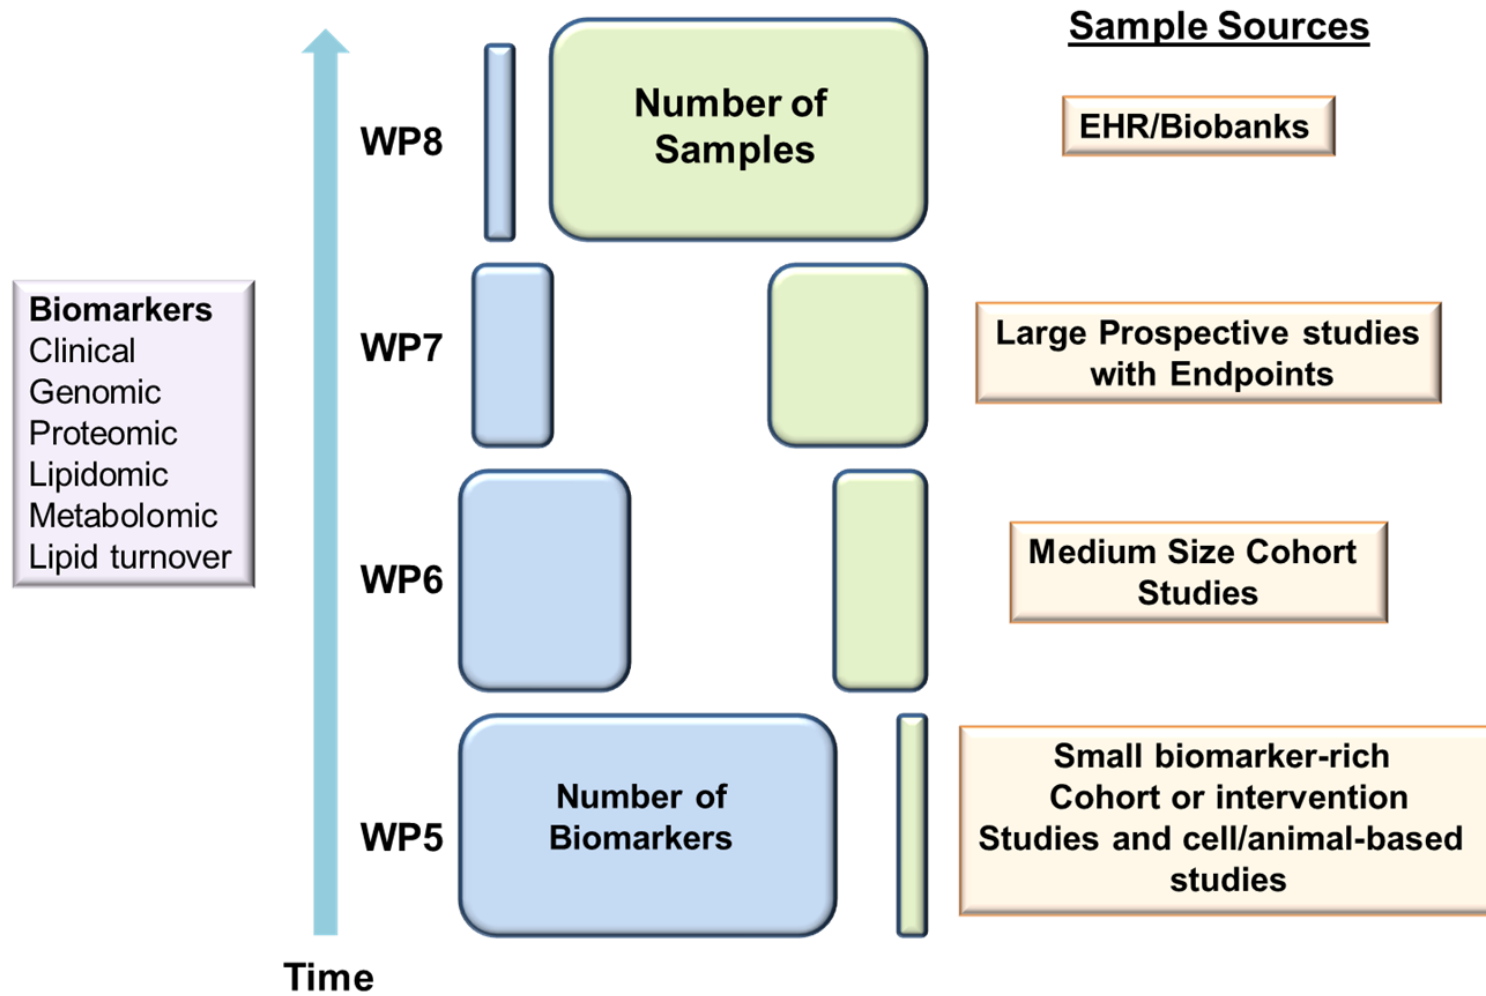 Sample Sources
Number of
Samples
WP8
EHR/Biobanks
Biomarkers
Clinical
Genomic
Proteomic
Lipidomic
Metabolomic
Lipid turnover
WP7
Large Prospective studies
with Endpoints
WP6
Medium Size Cohort
Studies
WP5
Number of
Biomarkers
Small biomarker-rich
Cohort or intervention
Studies and cell/animal-based
studies
Time